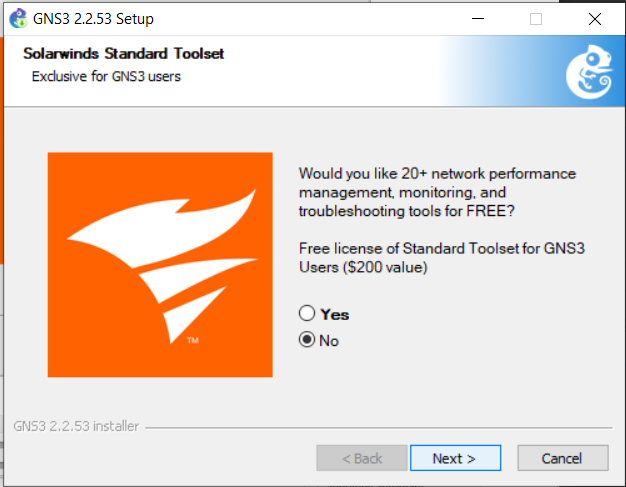 GNS3 2.2.53 Setup
Solarwinds Standard Toolset
Exclusive for GNS3 users
Would you like 20+ network performance
management, monitoring, and
troubleshooting tools for FREE?
Free license of Standard Toolset for GNS3
Users ($200 value)
Yes
No
TM
GNS3 2.2.53 installer
< Back
Next >
Cancel